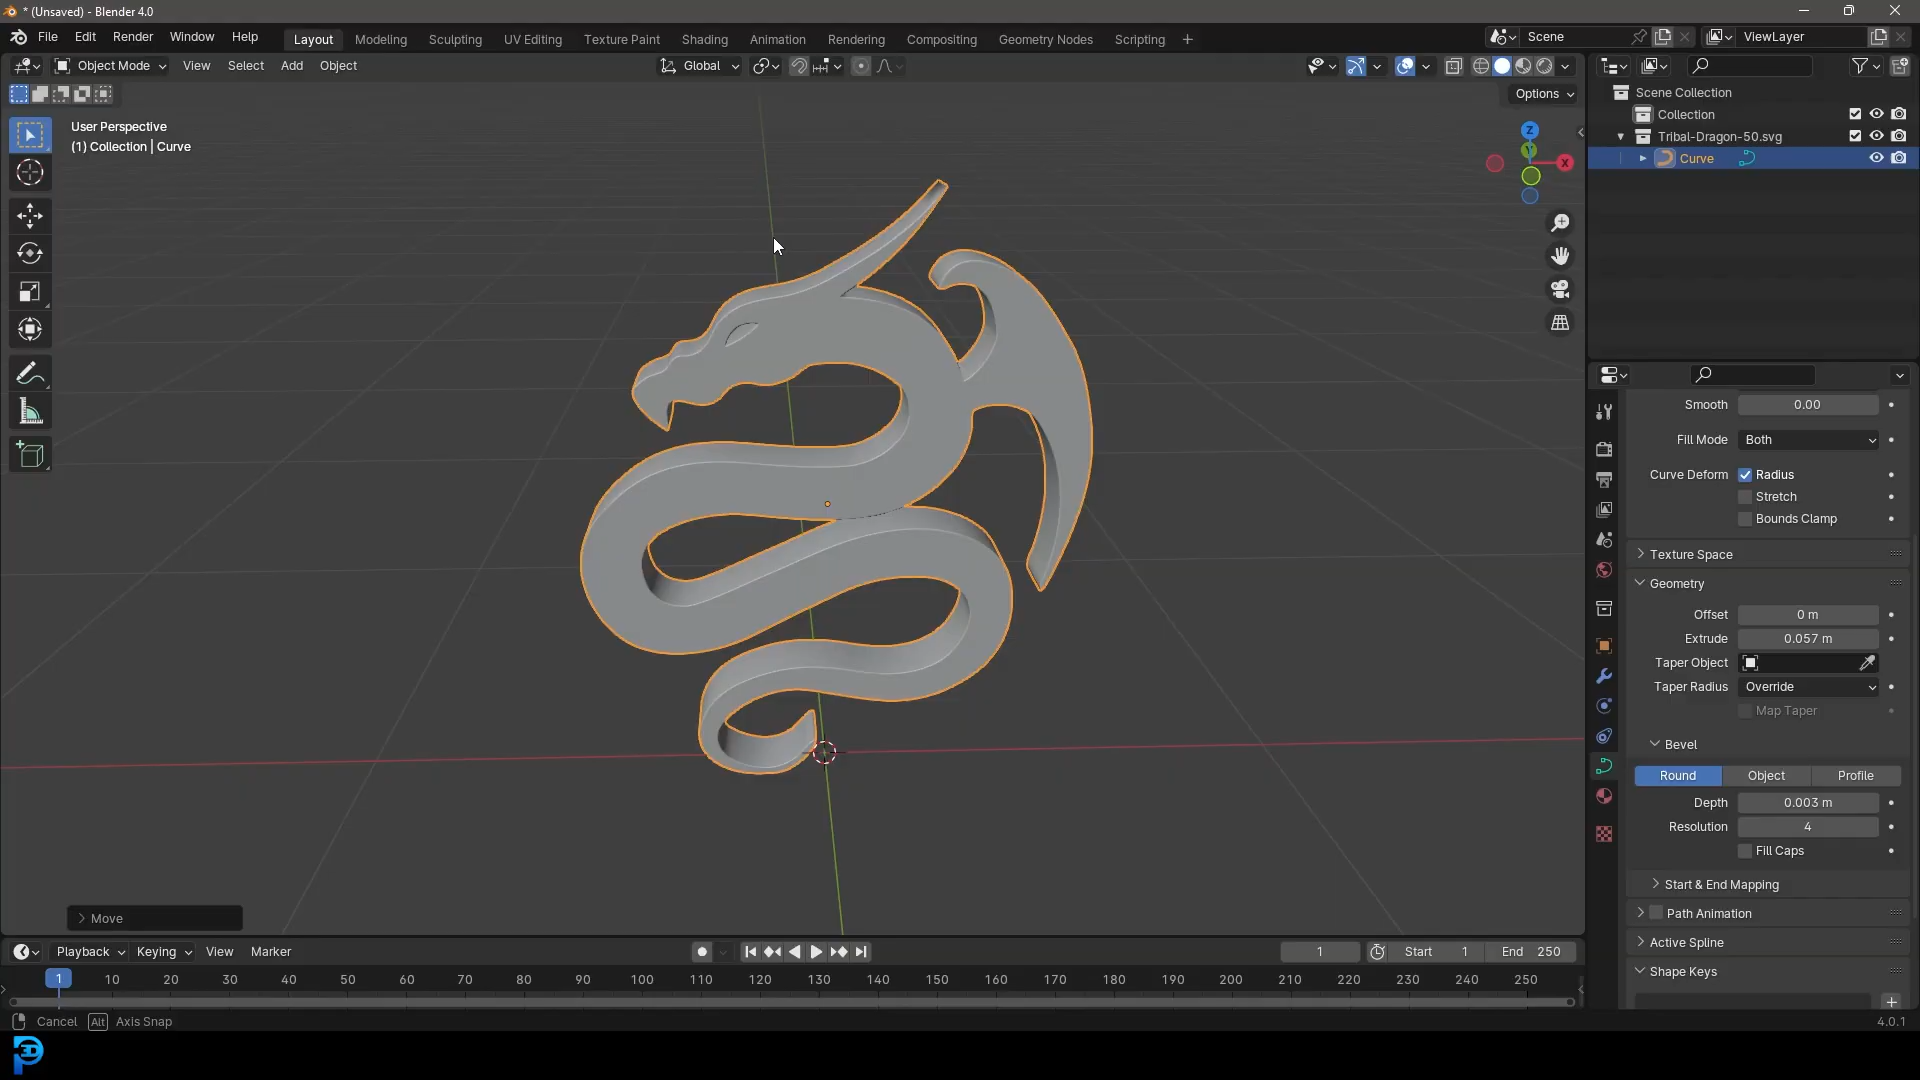 * (Unsaved) - Blender 4.0
File Edit Render Window Help
Layout Modeling Sculpting UV Editing Texture Paint Shading Animation Rendering Compositing Geometry Nodes Scripting +
Scene
ViewLayer
Object Mode View Select Add Object
Global
Options
User Perspective
(1) Collection | Curve
Z
Y
X
Scene Collection
Collection
Tribal-Dragon-50.svg
Curve
Smooth 0.00
Fill Mode Both
Curve Deform Radius
Stretch
Bounds Clamp
Texture Space
Geometry
Offset 0 m
Extrude 0.057 m
Taper Object
Taper Radius Override
Map Taper
Bevel
Round Object Profile
Depth 0.003 m
Resolution 4
Fill Caps
Start & End Mapping
Path Animation
Active Spline
Shape Keys
Move
Playback Keying View Marker
1 Start 1 End 250
1 10 20 30 40 50 60 70 80 90 100 110 120 130 140 150 160 170 180 190 200 210 220 230 240 250
Cancel Alt Axis Snap
4.0.1
P3D